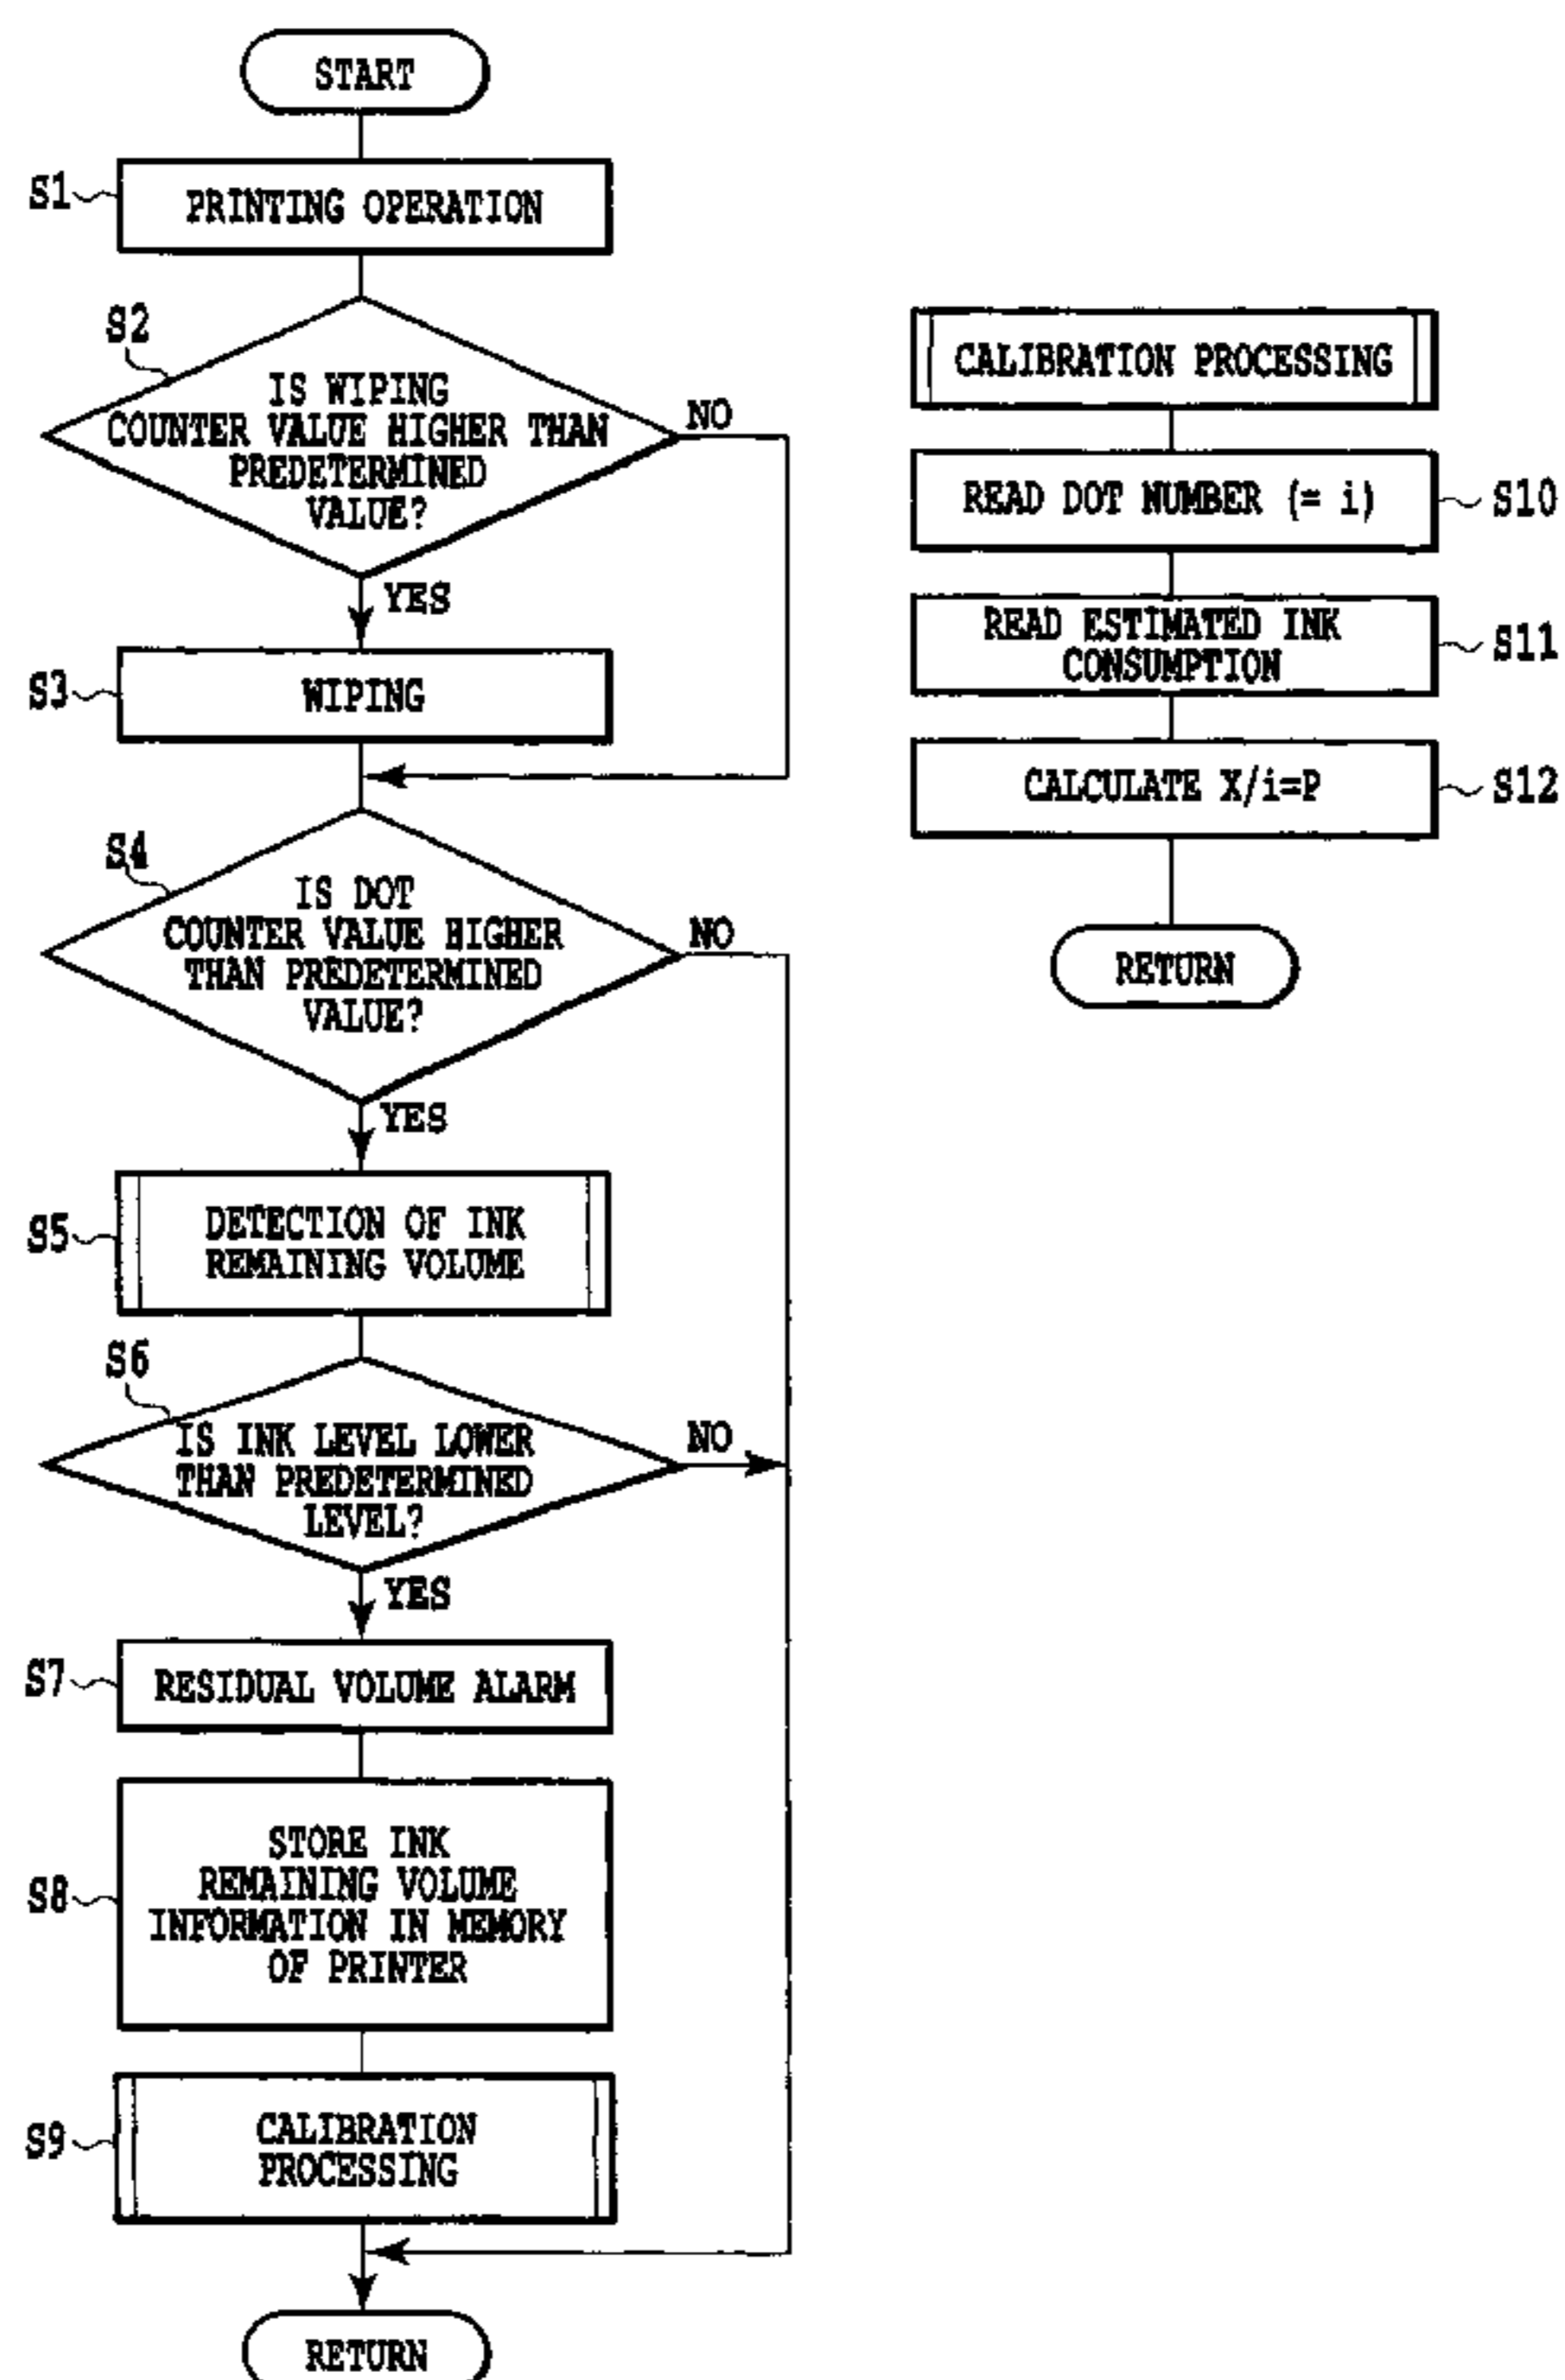 START
S1
PRINTING OPERATION
S2
IS WIPING
COUNTER VALUE HIGHER THAN
PREDETERMINED
VALUE?
NO
YES
S3
WIPING
S4
IS DOT
COUNTER VALUE HIGHER
THAN PREDETERMINED
VALUE?
NO
YES
S5
DETECTION OF INK
REMAINING VOLUME
S6
IS INK LEVEL LOWER
THAN PREDETERMINED
LEVEL?
NO
YES
S7
RESIDUAL VOLUME ALARM
S8
STORE INK
REMAINING VOLUME
INFORMATION IN MEMORY
OF PRINTER
S9
CALIBRATION
PROCESSING
RETURN
CALIBRATION PROCESSING
READ DOT NUMBER (= i)
S10
READ ESTIMATED INK
CONSUMPTION
S11
CALCULATE X/i=P
S12
RETURN